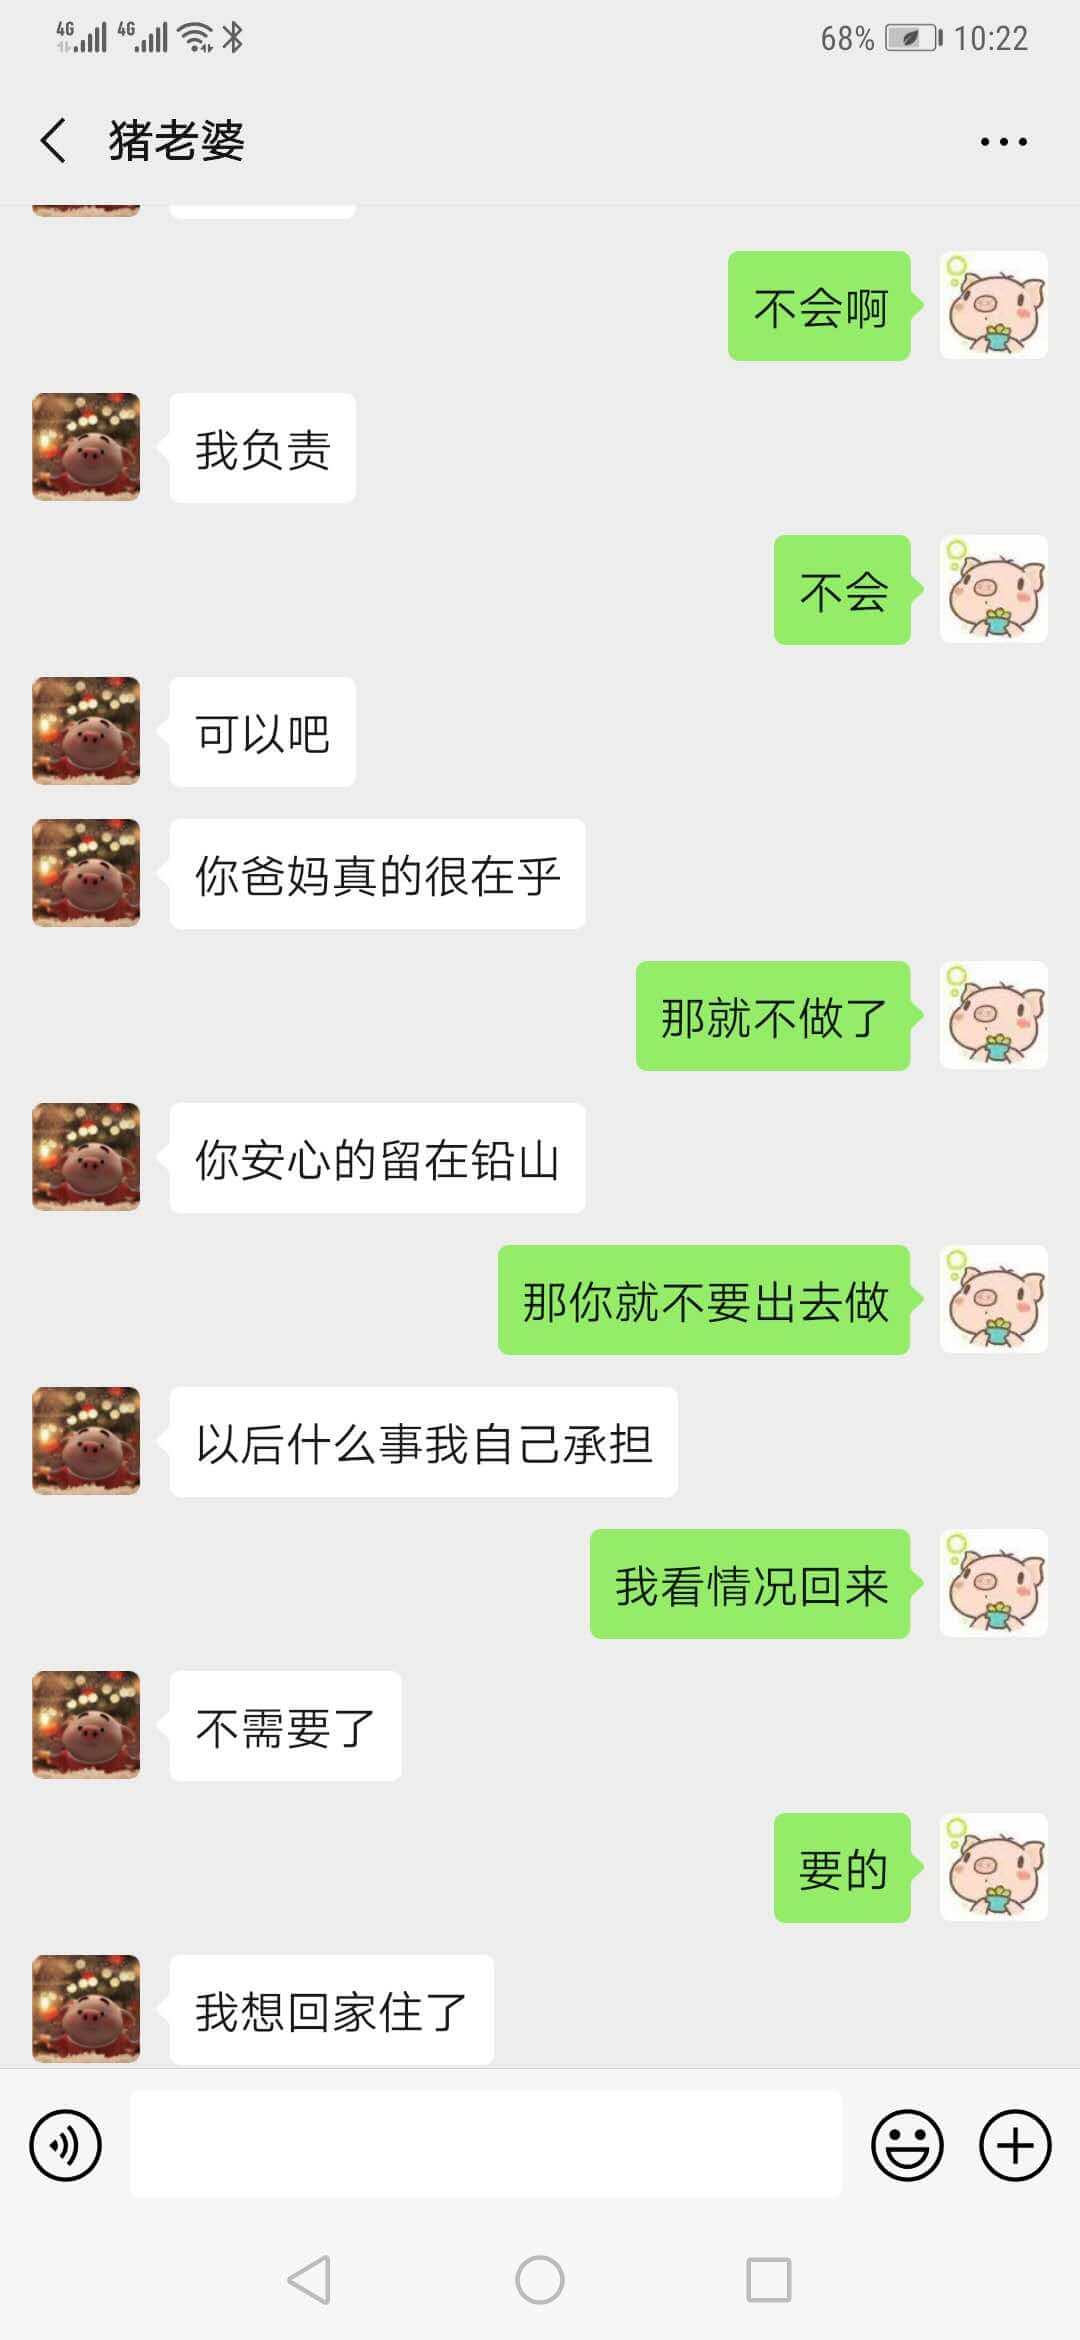 4G 4G 68% 10:22
猪老婆
不会啊
我负责
不会
可以吧
你爸妈真的很在乎
那就不做了
你安心的留在铅山
那你就不要出去做
以后什么事我自己承担
我看情况回来
不需要了
要的
我想回家住了